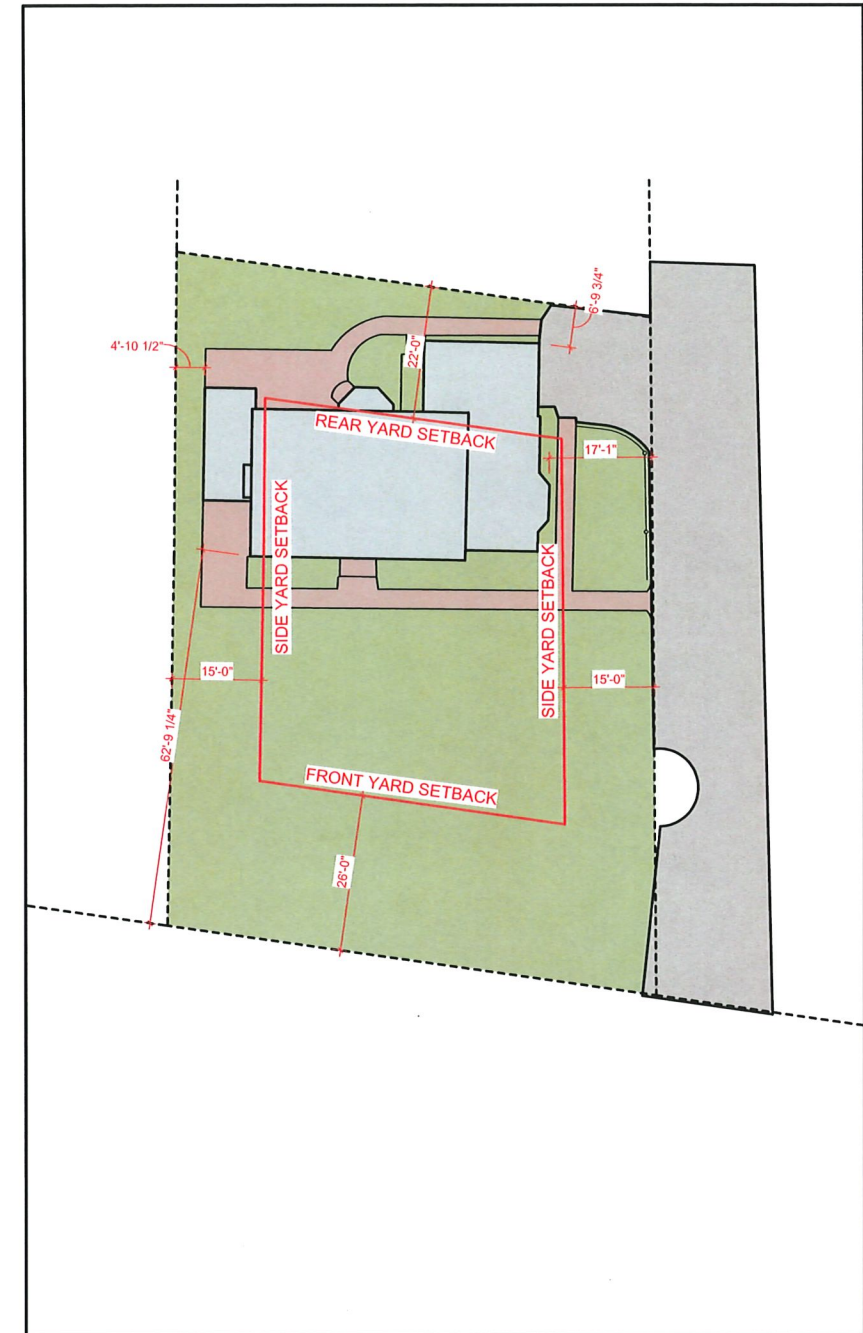 6'-9 3/4"
4'-10 1/2"
22'-0"
REAR YARD SETBACK
17'-1"
SIDE YARD SETBACK
SIDE YARD SETBACK
15'-0"
15'-0"
62'-9 1/4"
FRONT YARD SETBACK
26'-0"